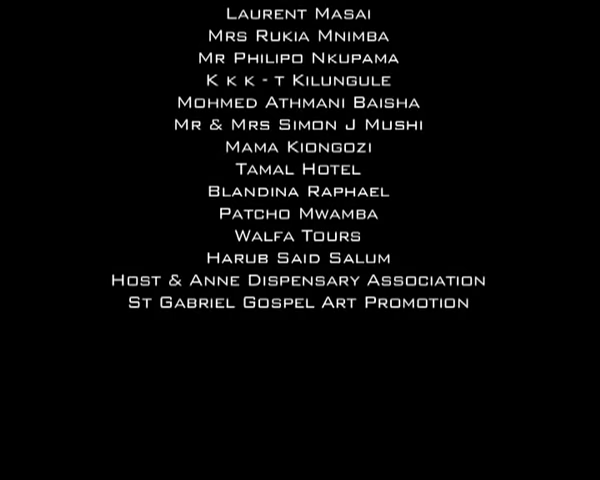 Laurent Masai
Mrs Rukia Mnimba
Mr Philipo Nkupama
K k k - t Kilungule
Mohmed Athmani Baisha
Mr & Mrs Simon J Mushi
Mama Kiongozi
Tamal Hotel
Blandina Raphael
Patcho Mwamba
Walfa Tours
Harub Said Salum
Host & Anne Dispensary Association
St Gabriel Gospel Art Promotion